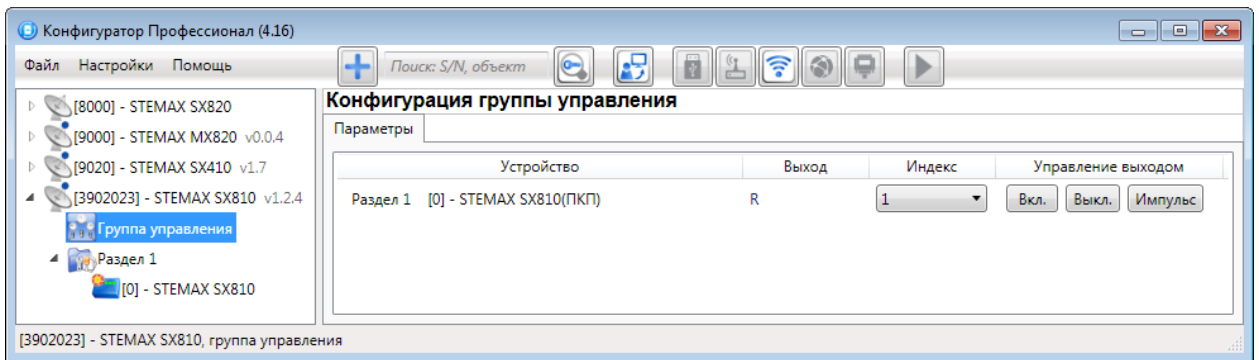 Конфигуратор Профессионал (4.16)
Файл Настройки Помощь Поиск: S/N, объект
[8000] - STEMAX SX820
[9000] - STEMAX MX820 v0.0.4
[9020] - STEMAX SX410 v1.7
[3902023] - STEMAX SX810 v1.2.4
Группа управления
Раздел 1
[0] - STEMAX SX810
Конфигурация группы управления
Параметры
Устройство Выход Индекс Управление выходом
Раздел 1 [0] - STEMAX SX810(ПКП) R 1 Вкл. Выкл. Импульс
[3902023] - STEMAX SX810, группа управления